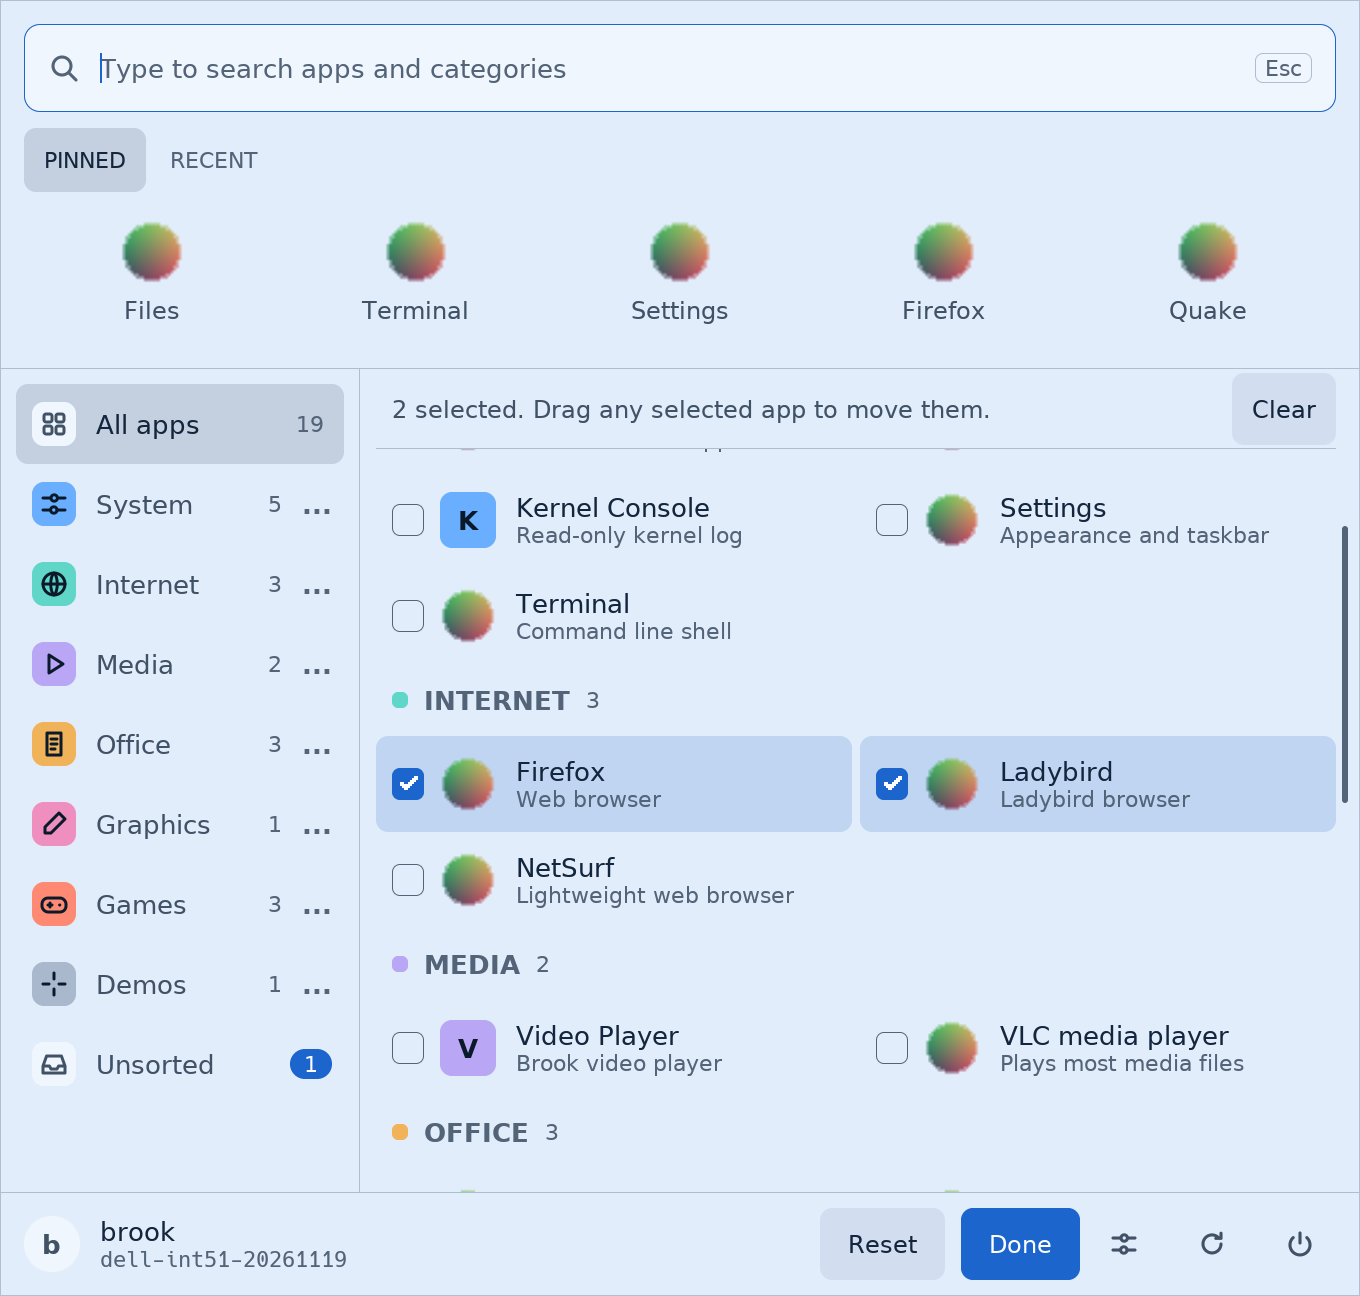 Type to search apps and categories
Esc
PINNED
RECENT
Files
Terminal
Settings
Firefox
Quake
All apps
19
System
5
...
Internet
3
...
Media
2
...
Office
3
...
Graphics
1
...
Games
3
...
Demos
1
...
Unsorted
1
2 selected. Drag any selected app to move them.
Clear
K
Kernel Console
Read-only kernel log
Settings
Appearance and taskbar
Terminal
Command line shell
INTERNET 3
Firefox
Web browser
Ladybird
Ladybird browser
NetSurf
Lightweight web browser
MEDIA 2
V
Video Player
Brook video player
VLC media player
Plays most media files
OFFICE 3
b
brook
dell-int51-20261119
Reset
Done